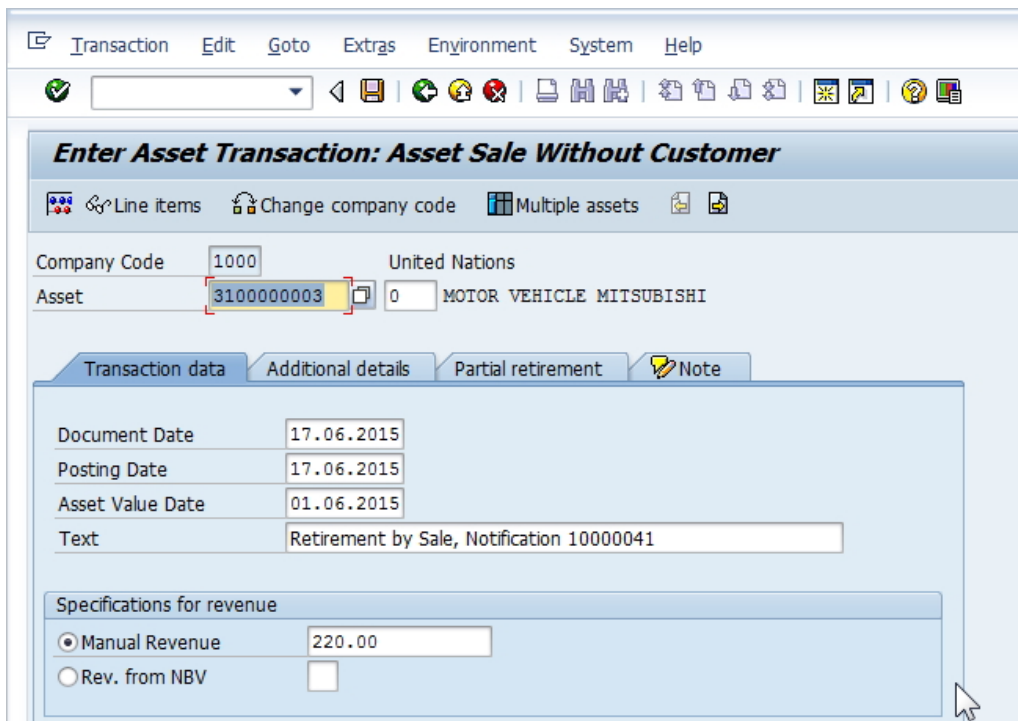 Transaction Edit Goto Extras Environment System Help
Enter Asset Transaction: Asset Sale Without Customer
Line items Change company code Multiple assets
Company Code 1000 United Nations
Asset 3100000003 0 MOTOR VEHICLE MITSUBISHI
Transaction data Additional details Partial retirement Note
Document Date 17.06.2015
Posting Date 17.06.2015
Asset Value Date 01.06.2015
Text Retirement by Sale, Notification 10000041
Specifications for revenue
Manual Revenue 220.00
Rev. from NBV